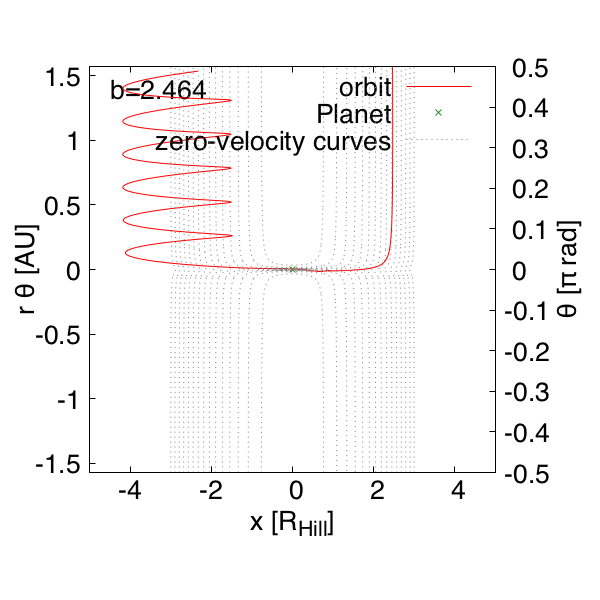 b=2.464
orbit
Planet
zero-velocity curves
1.5
1
0.5
0
-0.5
-1
-1.5
r θ [AU]
0.5
0.4
0.3
0.2
0.1
0
-0.1
-0.2
-0.3
-0.4
-0.5
θ [π rad]
-4 -2 0 2 4
x [R_Hill]